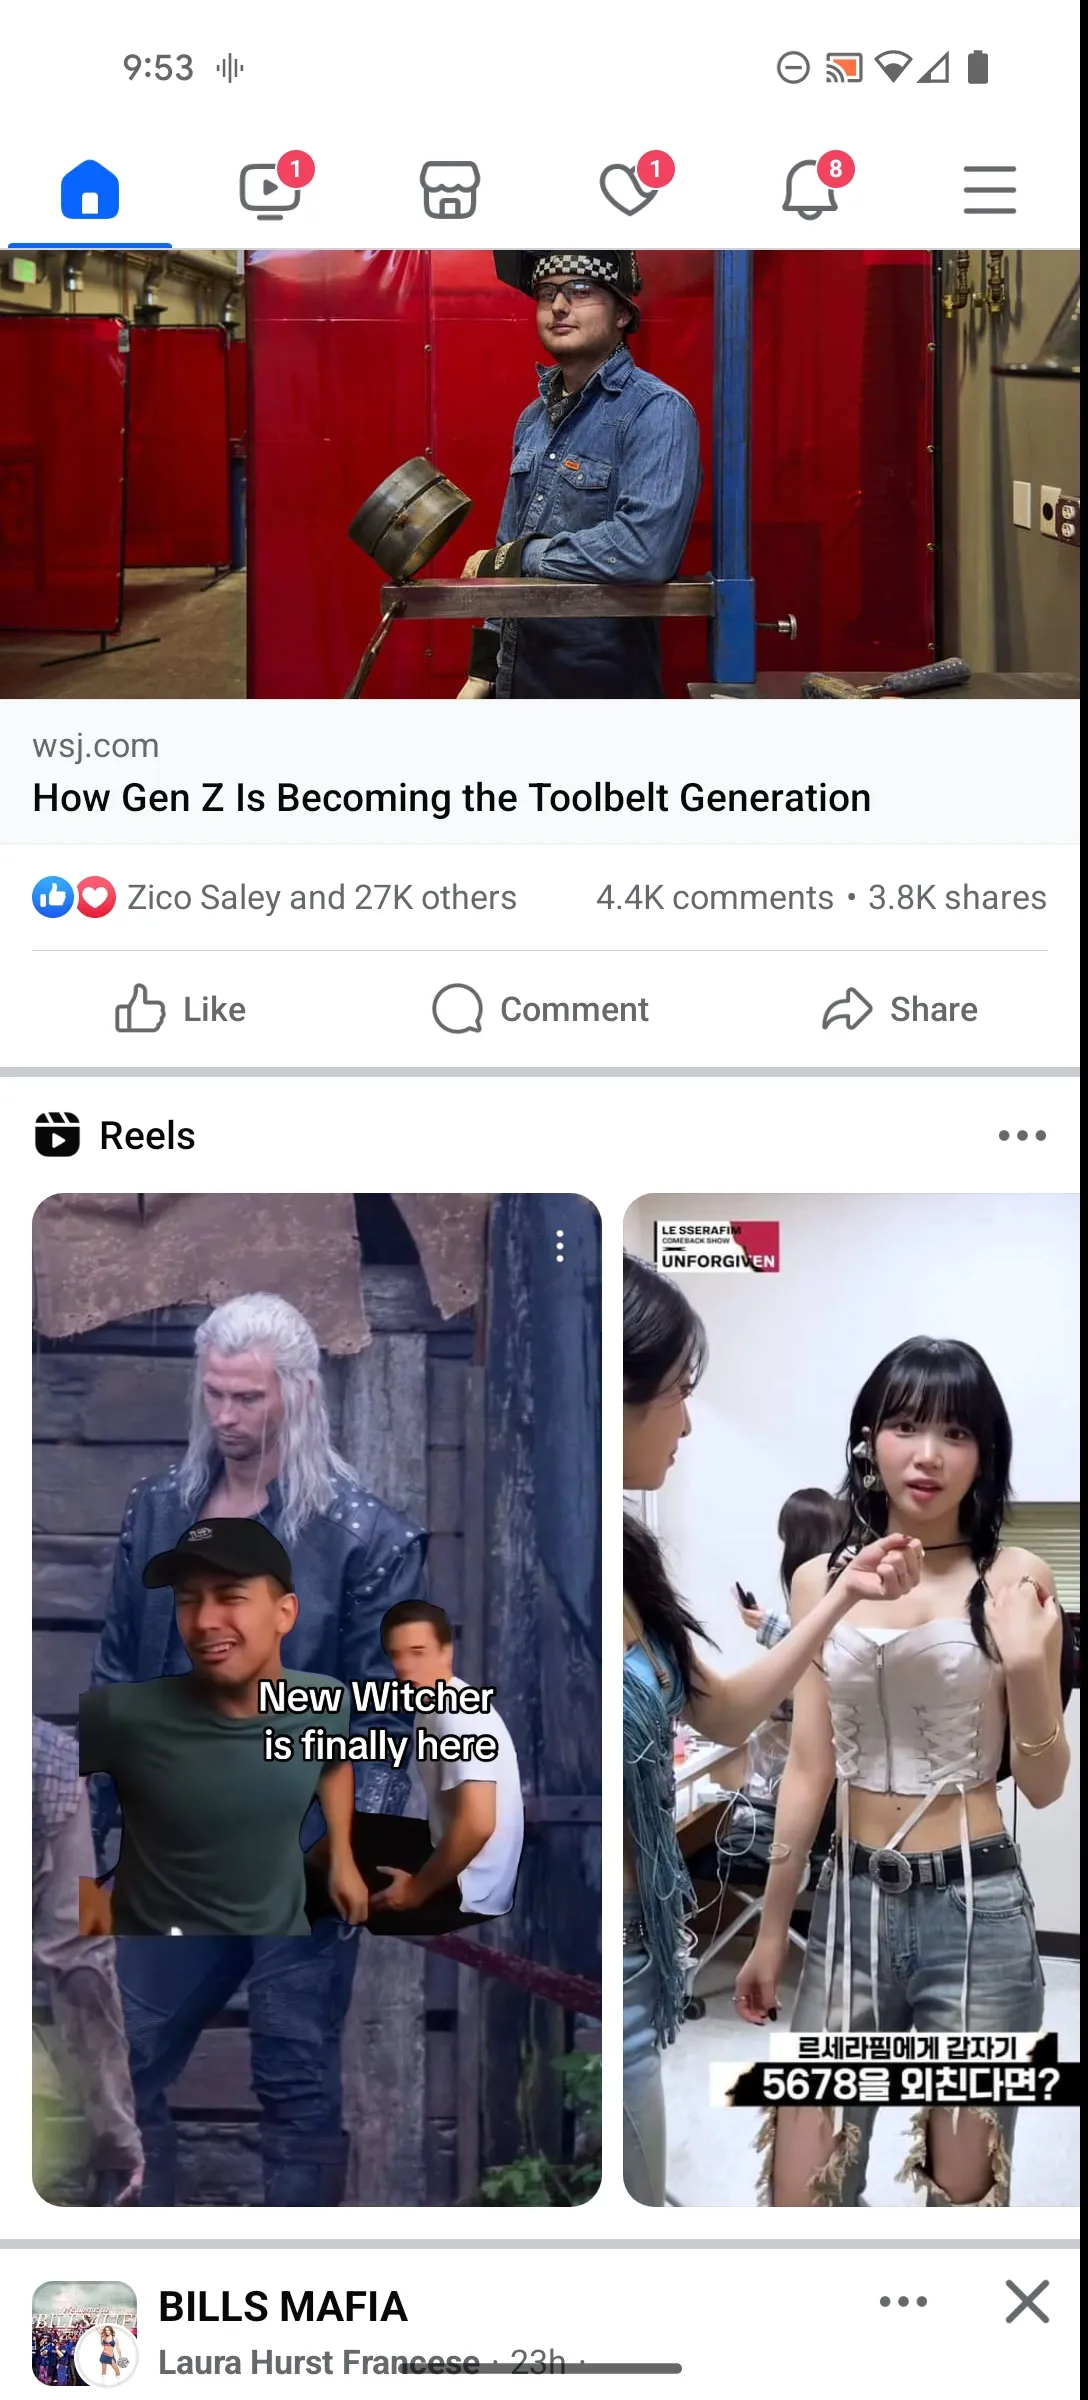 9:53
1
1
8
wsj.com
How Gen Z Is Becoming the Toolbelt Generation
Zico Saley and 27K others
4.4K comments • 3.8K shares
Like
Comment
Share
Reels
New Witcher
is finally here
LE SSERAFIM
COMEBACK SHOW
UNFORGIVEN
르세라핌에게 갑자기
5678을 외친다면?
BILLS MAFIA
Laura Hurst Francese · 23h ·